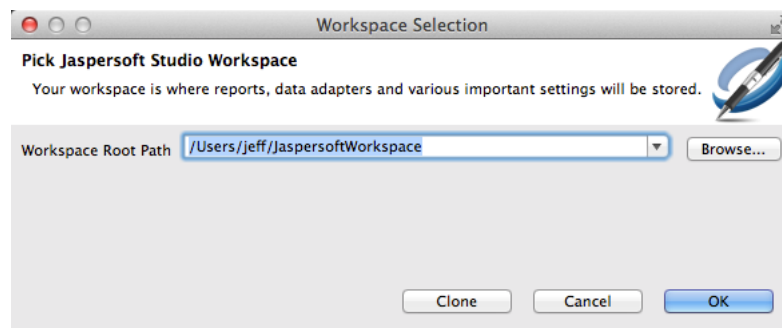 Workspace Selection
Pick Jaspersoft Studio Workspace
Your workspace is where reports, data adapters and various important settings will be stored.
Workspace Root Path /Users/jeff/JaspersoftWorkspace Browse...
Clone Cancel OK